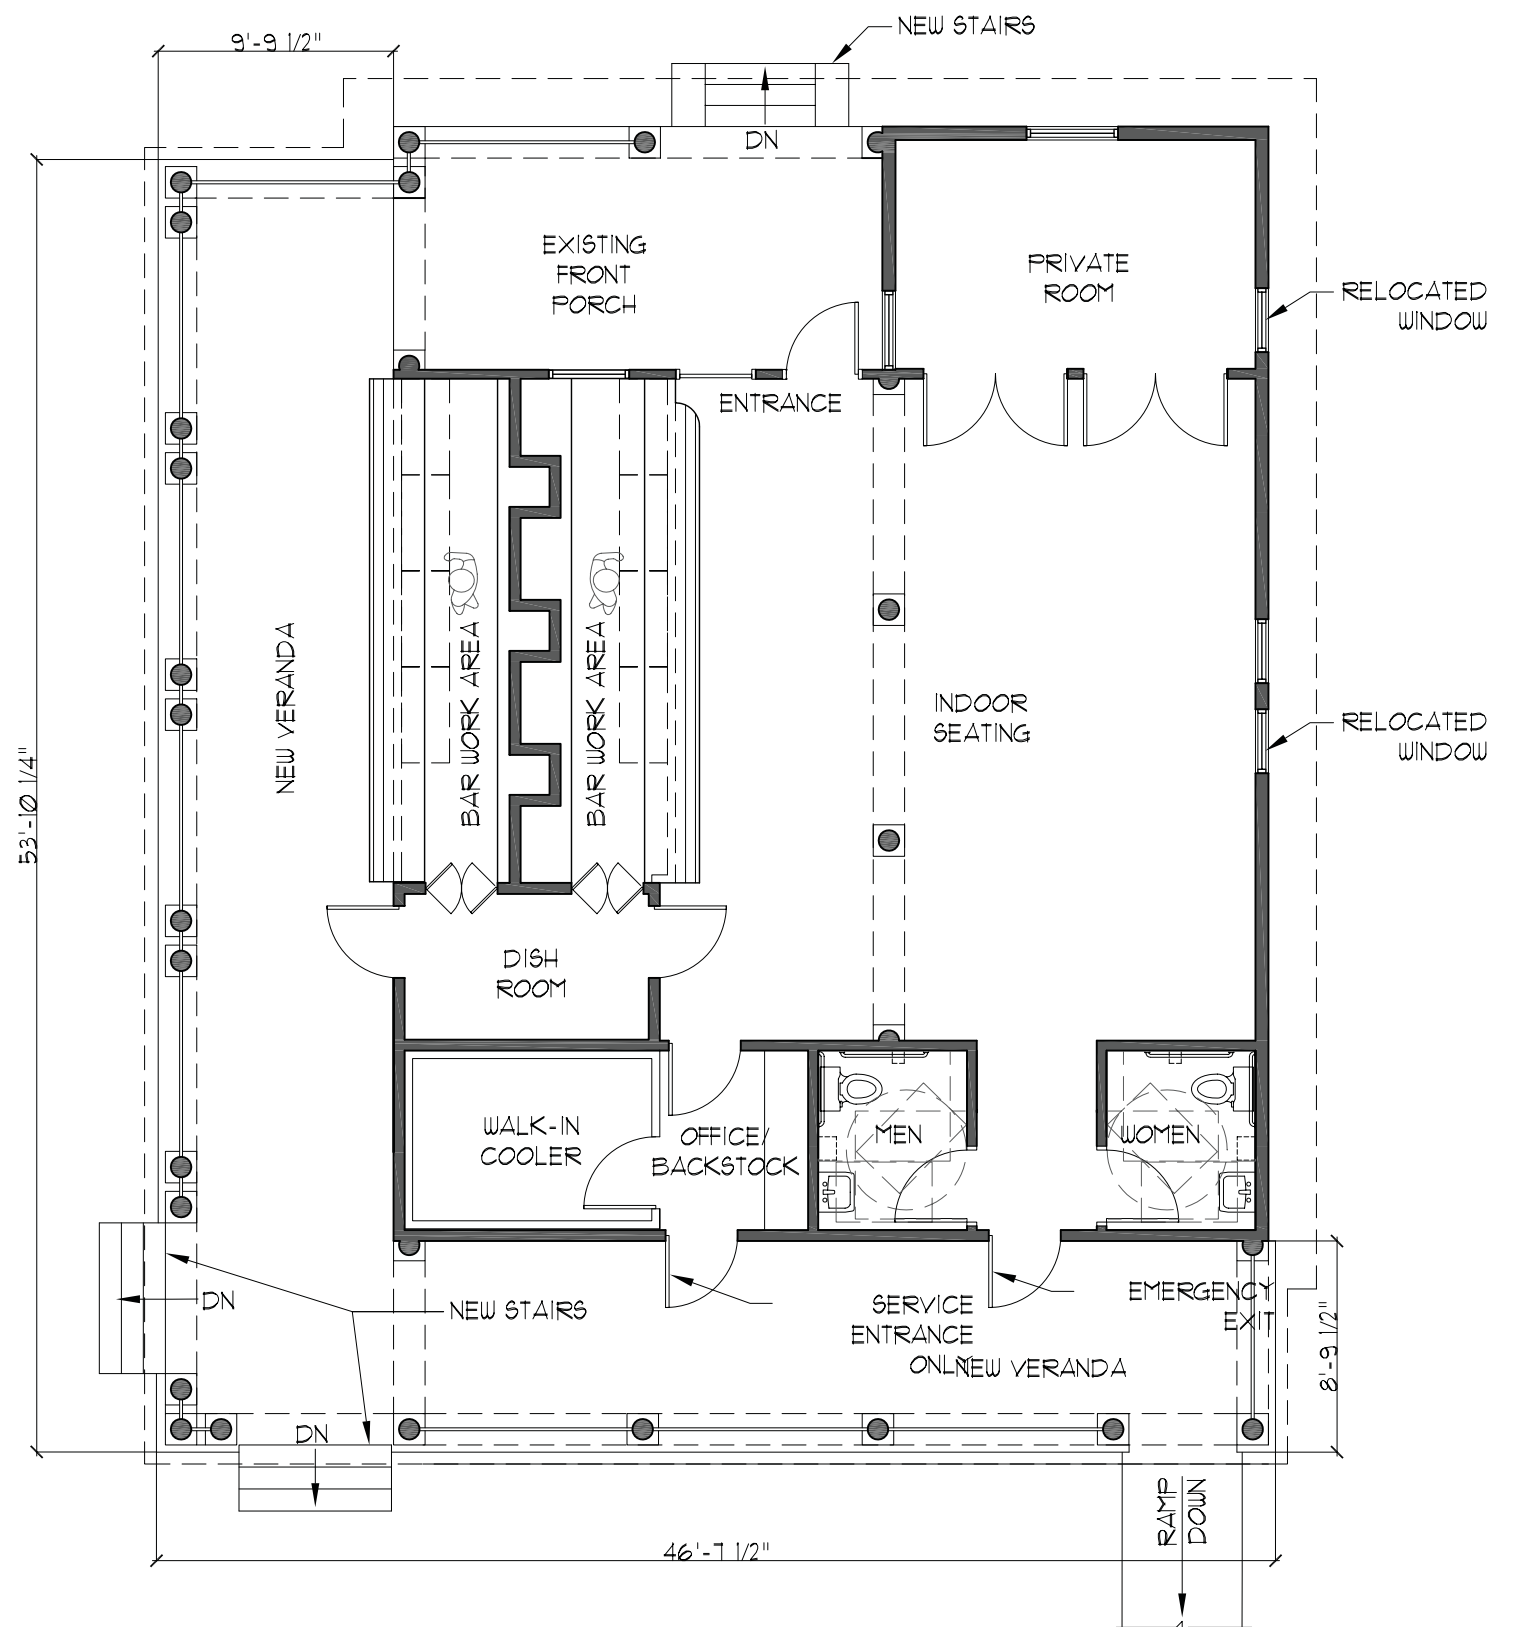 NEW STAIRS
9'-9 1/2"
DN
EXISTING
FRONT
PORCH
PRIVATE
ROOM
RELOCATED
WINDOW
ENTRANCE
NEW VERANDA
BAR WORK AREA
BAR WORK AREA
INDOOR
SEATING
RELOCATED
WINDOW
53'-10 1/4"
DISH
ROOM
WALK-IN
COOLER
OFFICE/
BACKSTOCK
MEN
WOMEN
DN
NEW STAIRS
SERVICE
ENTRANCE
ONLY
EMERGENCY
EXIT
NEW VERANDA
8'-9 1/2"
DN
RAMP
DOWN
46'-7 1/2"